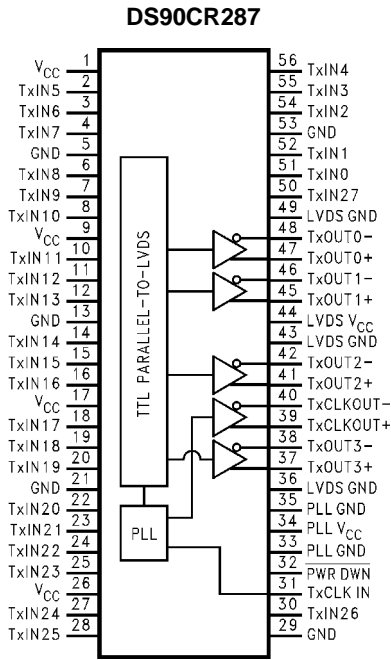 DS90CR287
VCC 1
TxIN5 2
TxIN6 3
TxIN7 4
GND 5
TxIN8 6
TxIN9 7
TxIN10 8
VCC 9
TxIN11 10
TxIN12 11
TxIN13 12
GND 13
TxIN14 14
TxIN15 15
TxIN16 16
VCC 17
TxIN17 18
TxIN18 19
TxIN19 20
GND 21
TxIN20 22
TxIN21 23
TxIN22 24
TxIN23 25
VCC 26
TxIN24 27
TxIN25 28
TTL PARALLEL-TO-LVDS
PLL
56 TxIN4
55 TxIN3
54 TxIN2
53 GND
52 TxIN1
51 TxIN0
50 TxIN27
49 LVDS GND
48 TxOUT0-
47 TxOUT0+
46 TxOUT1-
45 TxOUT1+
44 LVDS VCC
43 LVDS GND
42 TxOUT2-
41 TxOUT2+
40 TxCLKOUT-
39 TxCLKOUT+
38 TxOUT3-
37 TxOUT3+
36 LVDS GND
35 PLL GND
34 PLL VCC
33 PLL GND
32 PWR DWN
31 TxCLK IN
30 TxIN26
29 GND